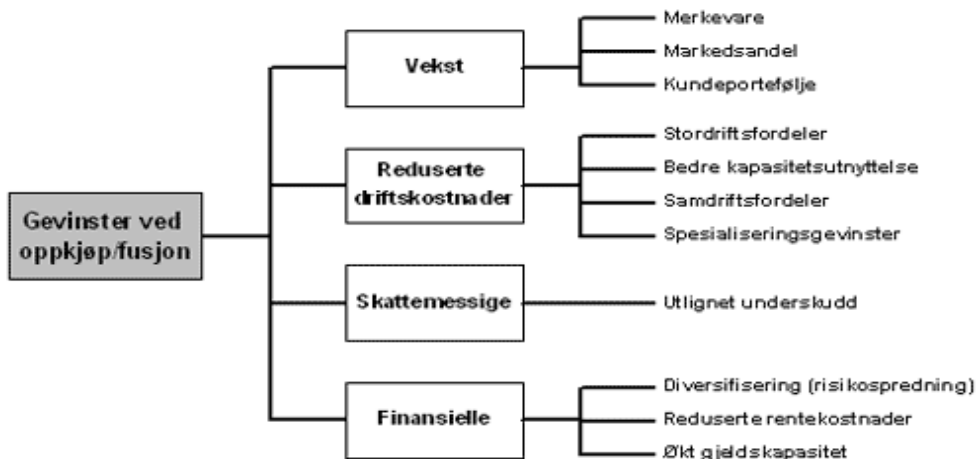 Gevinster ved
oppkjøp/fusjon
Vekst
Merkevare
Markedsandel
Kundeportefølje
Reduserte
driftskostnader
Stordriftsfordeler
Bedre kapasitetsutnyttelse
Samdriftsfordeler
Spesialiseringsgevinster
Skattemessige
Utlignet underskudd
Finansielle
Diversifisering (risikospredning)
Reduserte rentekostnader
Økt gjeldskapasitet